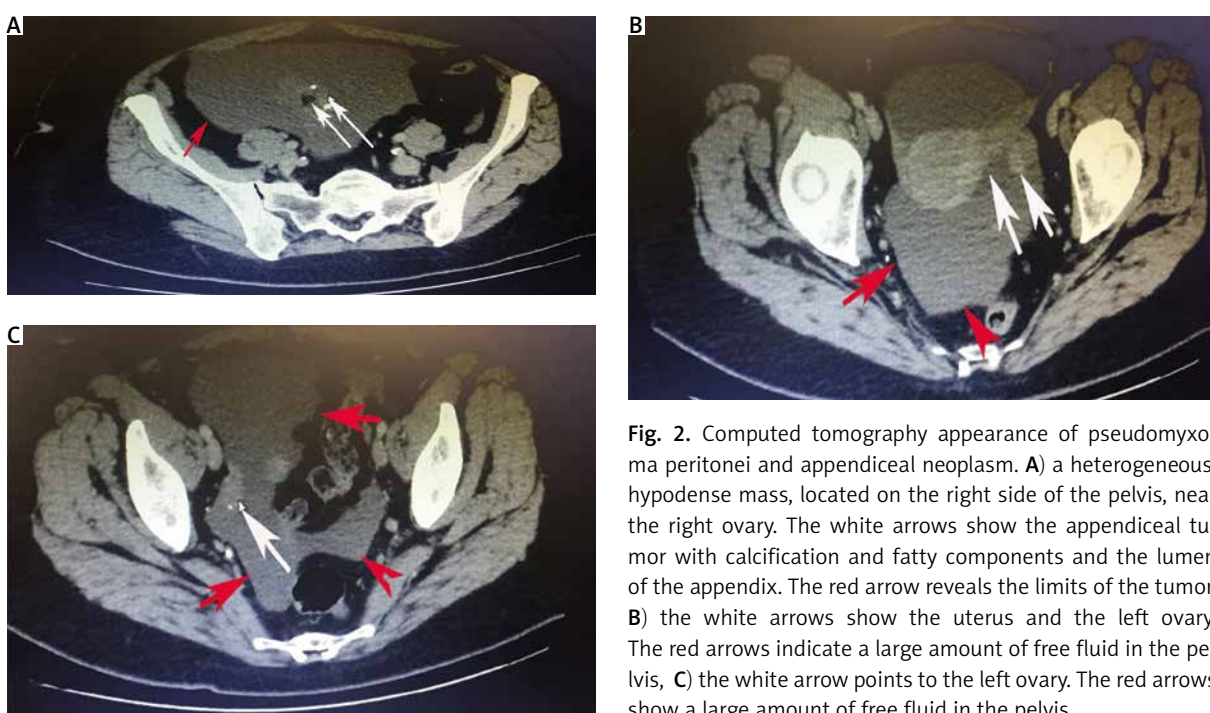 A
B
C
Fig. 2. Computed tomography appearance of pseudomyxo
ma peritonei and appendiceal neoplasm. A) a heterogeneous
hypodense mass, located on the right side of the pelvis, nea
the right ovary. The white arrows show the appendiceal tu
mor with calcification and fatty components and the lumen
of the appendix. The red arrow reveals the limits of the tumor
B) the white arrows show the uterus and the left ovary
The red arrows indicate a large amount of free fluid in the pe
lvis, C) the white arrow points to the left ovary. The red arrows
show a large amount of free fluid in the pelvis